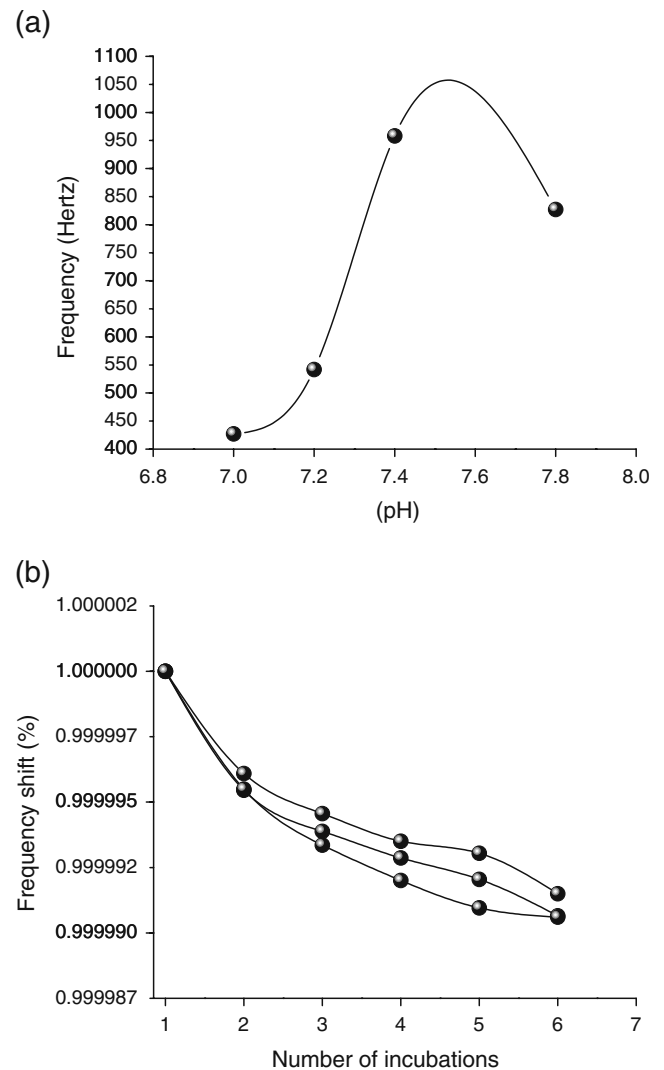 (a)
1100
1050
1000
950
900
850
800
750
700
650
600
550
500
450
400
Frequency (Hertz)
6.8 7.0 7.2 7.4 7.6 7.8 8.0
(pH)
(b)
1.000002
1.000000
0.999997
0.999995
0.999992
0.999990
0.999987
Frequency shift (%)
1 2 3 4 5 6 7
Number of incubations